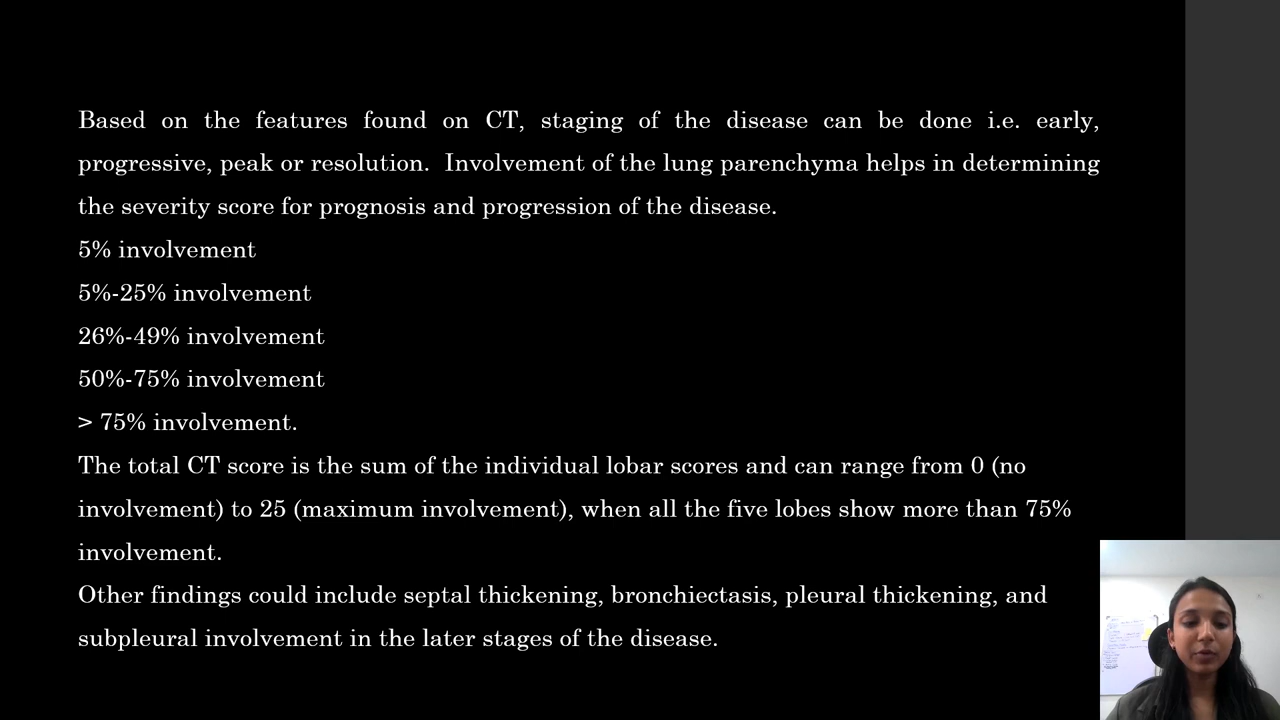 Based on the features found on CT, staging of the disease can be done i.e. early,
progressive, peak or resolution. Involvement of the lung parenchyma helps in determining
the severity score for prognosis and progression of the disease.
5% involvement
5%-25% involvement
26%-49% involvement
50%-75% involvement
> 75% involvement.
The total CT score is the sum of the individual lobar scores and can range from 0 (no
involvement) to 25 (maximum involvement), when all the five lobes show more than 75%
involvement.
Other findings could include septal thickening, bronchiectasis, pleural thickening, and
subpleural involvement in the later stages of the disease.